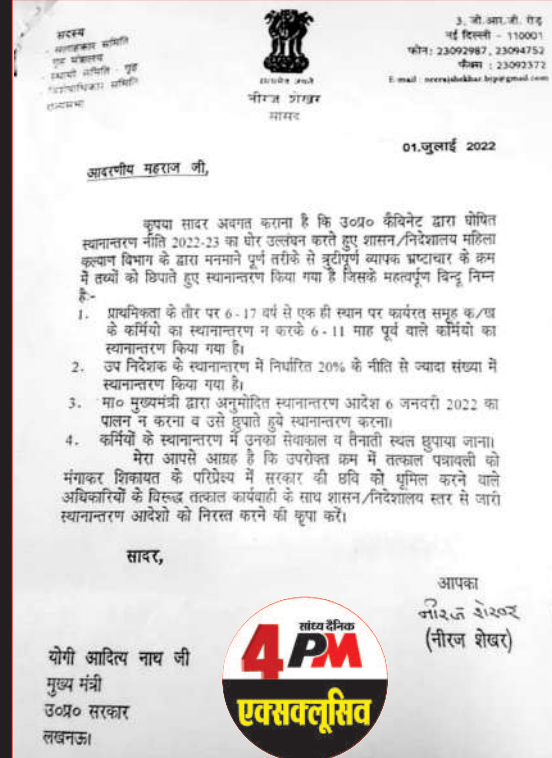 सदस्य
- सलाहकार समिति
गृह मंत्रालय
- स्थायी समिति - गृह
विशेषाधिकार समिति
राज्यसभा
सत्यमेव जयते
नीरज शेखर
सांसद
3, जी.आर.जी. रोड़
नई दिल्ली - 110001
फोन: 23092987, 23094752
फैक्स : 23092372
E-mail : neerajshekhar.bjp@gmail.com
01.जुलाई 2022
आदरणीय महराज जी,
कृपया सादर अवगत कराना है कि उ०प्र० कैबिनेट द्वारा घोषित
स्थानान्तरण नीति 2022-23 का घोर उल्लंघन करते हुए शासन/निदेशालय महिला
कल्याण विभाग के द्वारा मनमाने पूर्ण तरीके से त्रुटीपूर्ण व्यापक भ्रष्टाचार के क्रम
में तथ्यों को छिपाते हुए स्थानान्तरण किया गया है जिसके महत्वपूर्ण बिन्दू निम्न
है:-
1. प्राथमिकता के तौर पर 6-17 वर्ष से एक ही स्थान पर कार्यरत समूह क/ख
के कर्मियो का स्थानान्तरण न करके 6-11 माह पूर्व वाले कर्मियो का
स्थानान्तरण किया गया है।
2. उप निदेशक के स्थानान्तरण में निर्धारित 20% के नीति से ज्यादा संख्या में
स्थानान्तरण किया गया है।
3. मा० मुख्यमंत्री द्वारा अनुमोदित स्थानान्तरण आदेश 6 जनवरी 2022 का
पालन न करना व उसे छुपाते हुये स्थानान्तरण करना।
4. कर्मियों के स्थानान्तरण में उनका सेवाकाल व तैनाती स्थल छुपाया जाना।
मेरा आपसे आग्रह है कि उपरोक्त क्रम में तत्काल पत्रावली को
मंगाकर शिकायत के परिप्रेक्ष्य में सरकार की छवि को धूमिल करने वाले
अधिकारियों के विरूद्ध तत्काल कार्यवाही के साथ शासन/निदेशालय स्तर से जारी
स्थानान्तरण आदेशो को निरस्त करने की कृपा करें।
सादर,
आपका
नीरज शेखर
(नीरज शेखर)
योगी आदित्य नाथ जी
मुख्य मंत्री
उ०प्र० सरकार
लखनऊ।
सांध्य दैनिक
4PM
एक्सक्लूसिव